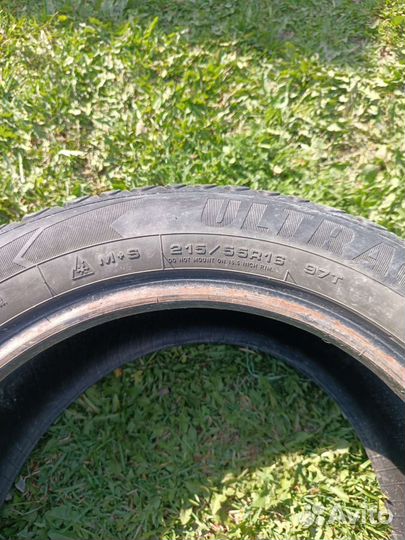 ULTRA
M+S
215/55R16
97T
DO NOT MOUNT ON 16.5 INCH RIM
Avito